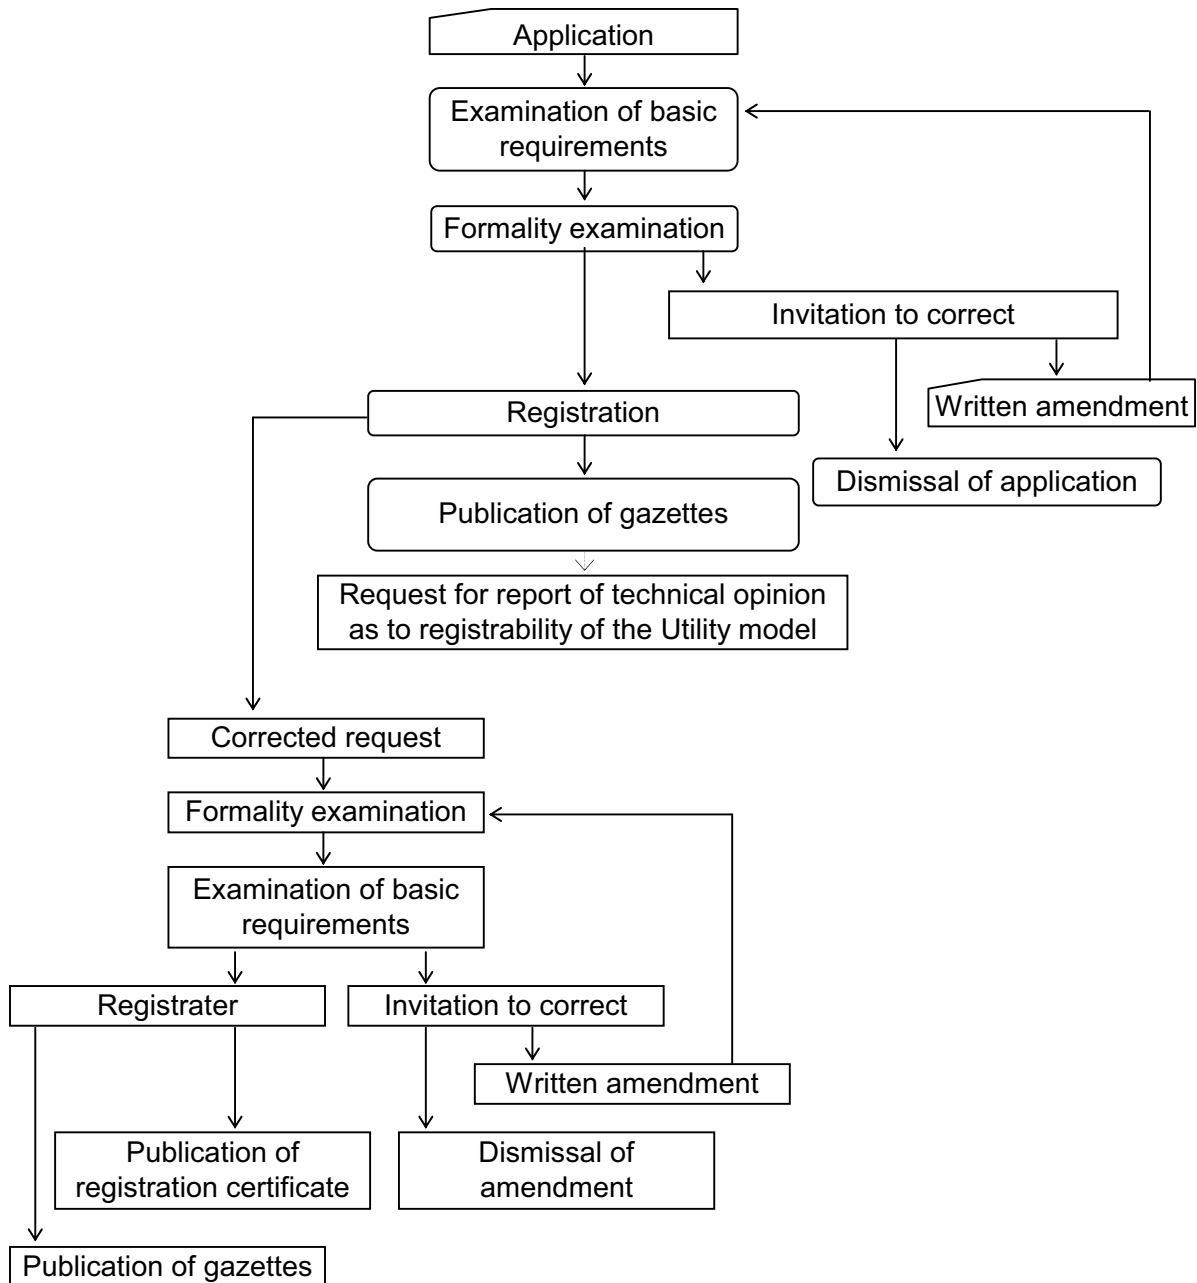 Application
Examination of basic
requirements
Formality examination
Invitation to correct
Written amendment
Registration
Dismissal of application
Publication of gazettes
Request for report of technical opinion
as to registrability of the Utility model
Corrected request
Formality examination
Examination of basic
requirements
Registrater
Invitation to correct
Written amendment
Publication of
registration certificate
Dismissal of
amendment
Publication of gazettes